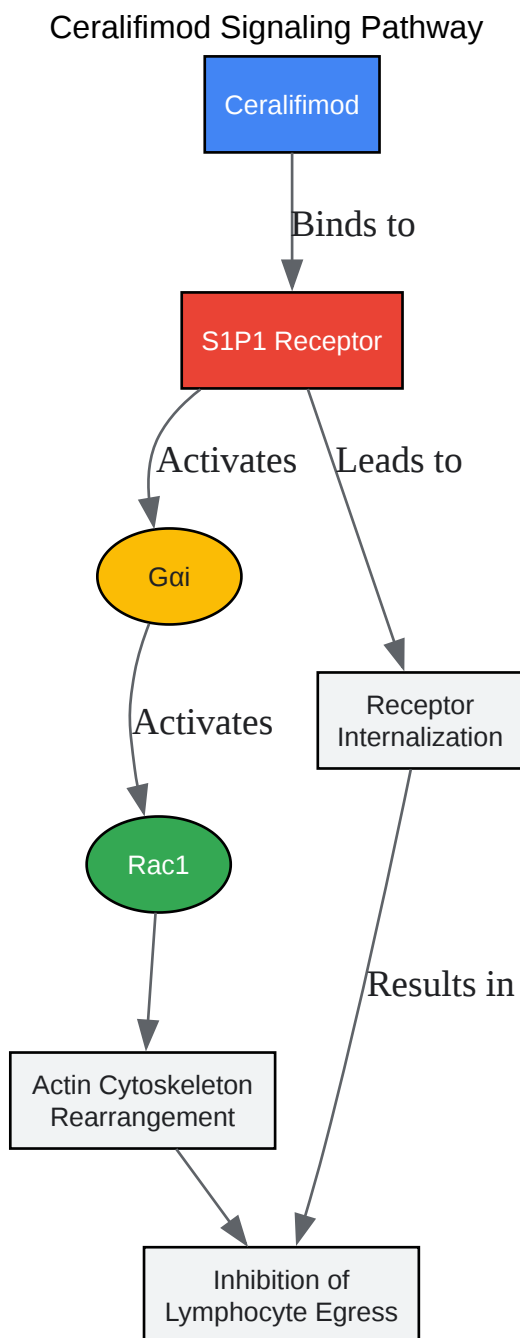 Ceralifimod Signaling Pathway
Ceralifimod
Binds to
S1P1 Receptor
Activates
Leads to
Gαi
Receptor
Internalization
Activates
Rac1
Results in
Actin Cytoskeleton
Rearrangement
Inhibition of
Lymphocyte Egress